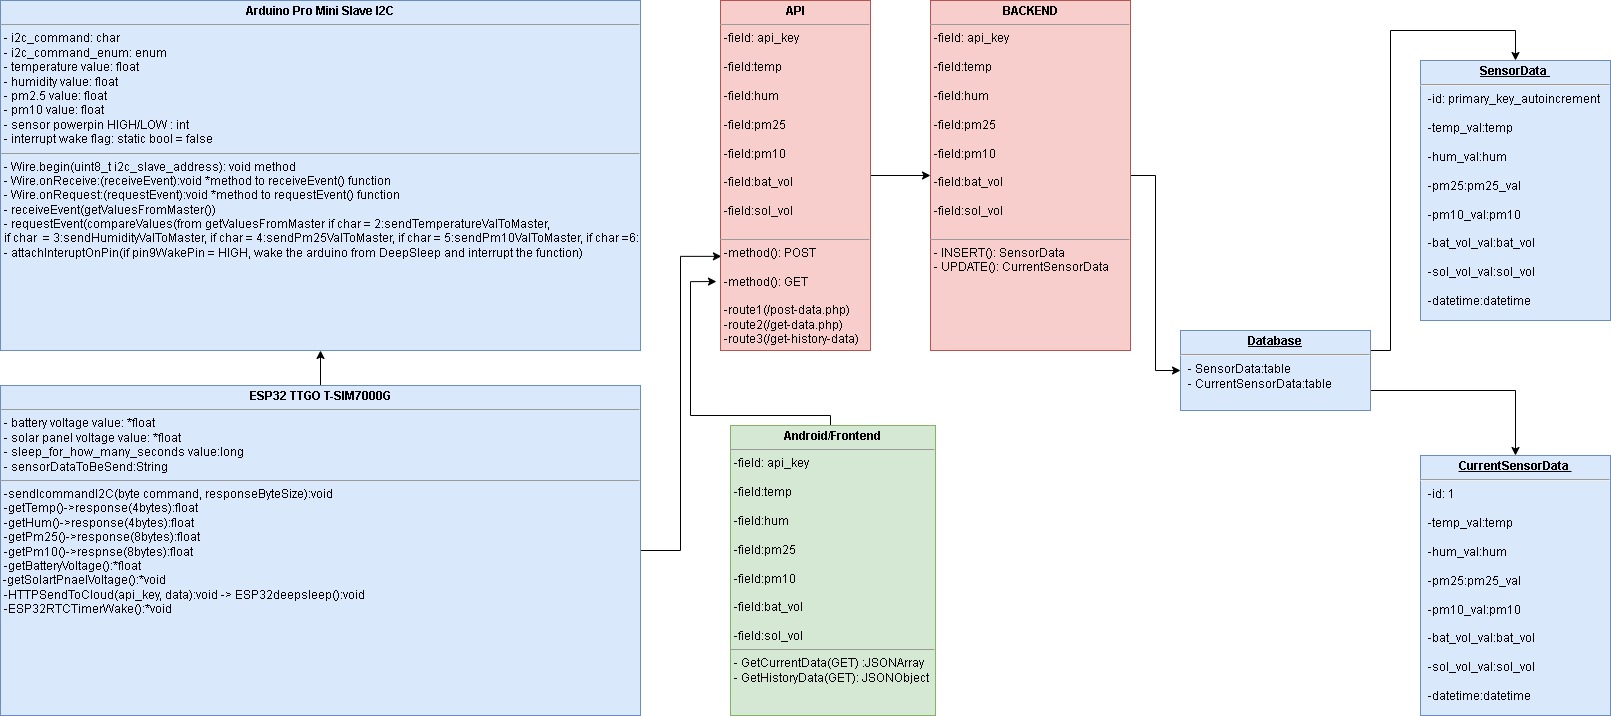 Arduino Pro Mini Slave I2C
- i2c_command: char
- i2c_command_enum: enum
- temperature value: float
- humidity value: float
- pm2.5 value: float
- pm10 value: float
- sensor powerpin HIGH/LOW : int
- interrupt wake flag: static bool = false
- Wire.begin(uint8_t i2c_slave_address): void method
- Wire.onReceive:(receiveEvent):void *method to receiveEvent() function
- Wire.onRequest:(requestEvent):void *method to requestEvent() function
- receiveEvent(getValuesFromMaster())
- requestEvent(compareValues(from getValuesFromMaster if char = 2:sendTemperatureValToMaster,
if char = 3:sendHumidityValToMaster, if char = 4:sendPm25ValToMaster, if char = 5:sendPm10ValToMaster, if char =6:
- attachInteruptOnPin(if pin9WakePin = HIGH, wake the arduino from DeepSleep and interrupt the function)
ESP32 TTGO T-SIM7000G
- battery voltage value: *float
- solar panel voltage value: *float
- sleep_for_how_many_seconds value:long
- sensorDataToBeSend:String
-sendIcommandI2C(byte command, responseByteSize):void
-getTemp()->response(4bytes):float
-getHum()->response(4bytes):float
-getPm25()->response(8bytes):float
-getPm10()->respnse(8bytes):float
-getBatteryVoltage():*float
-getSolartPnaelVoltage():*void
-HTTPSendToCloud(api_key, data):void -> ESP32deepsleep():void
-ESP32RTCTimerWake():*void
API
-field: api_key
-field:temp
-field:hum
-field:pm25
-field:pm10
-field:bat_vol
-field:sol_vol
-method(): POST
-method(): GET
-route1(/post-data.php)
-route2(/get-data.php)
-route3(/get-history-data)
BACKEND
-field: api_key
-field:temp
-field:hum
-field:pm25
-field:pm10
-field:bat_vol
-field:sol_vol
- INSERT(): SensorData
- UPDATE(): CurrentSensorData
Android/Frontend
-field: api_key
-field:temp
-field:hum
-field:pm25
-field:pm10
-field:bat_vol
-field:sol_vol
- GetCurrentData(GET) :JSONArray
- GetHistoryData(GET): JSONObject
Database
- SensorData:table
- CurrentSensorData:table
SensorData
-id: primary_key_autoincrement
-temp_val:temp
-hum_val:hum
-pm25:pm25_val
-pm10_val:pm10
-bat_vol_val:bat_vol
-sol_vol_val:sol_vol
-datetime:datetime
CurrentSensorData
-id: 1
-temp_val:temp
-hum_val:hum
-pm25:pm25_val
-pm10_val:pm10
-bat_vol_val:bat_vol
-sol_vol_val:sol_vol
-datetime:datetime